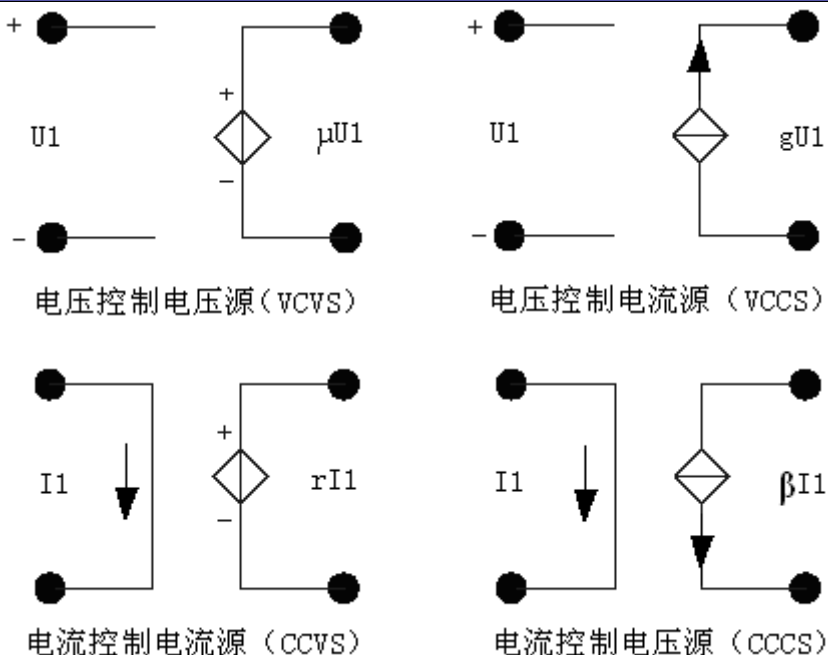 + + 
+
U1 μU1 U1 gU1
−
− −
电压控制电压源(VCVS) 电压控制电流源 (VCCS)
+
I1 rI1 I1 βI1
−
电流控制电流源 (CCVS) 电流控制电压源 (CCCS)